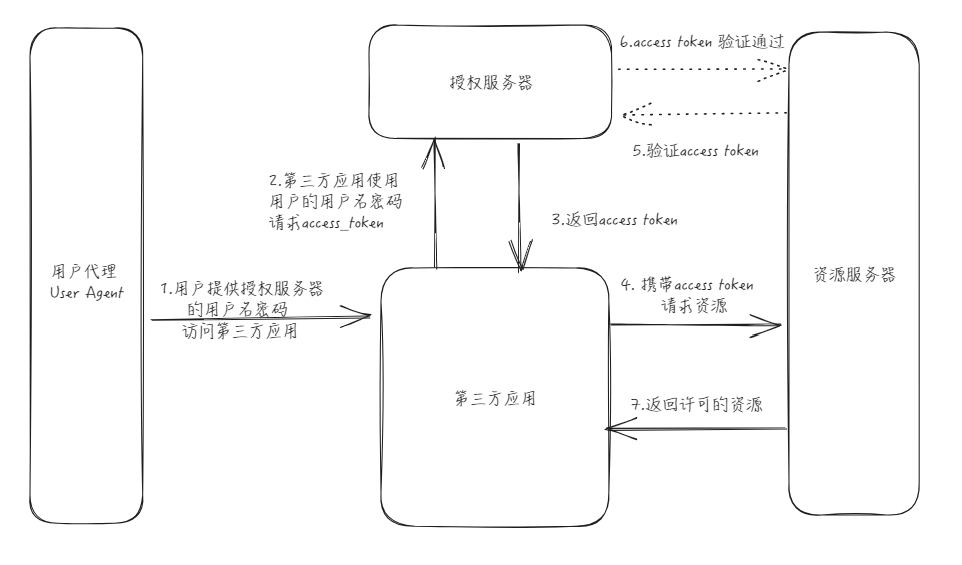 6.access token 验证通过
授权服务器
5.验证access token
2.第三方应用使用
用户的用户名密码
请求access_token
3.返回access token
用户代理
User Agent
1.用户提供授权服务器
的用户名密码
访问第三方应用
4. 携带access token
请求资源
资源服务器
第三方应用
7.返回许可的资源